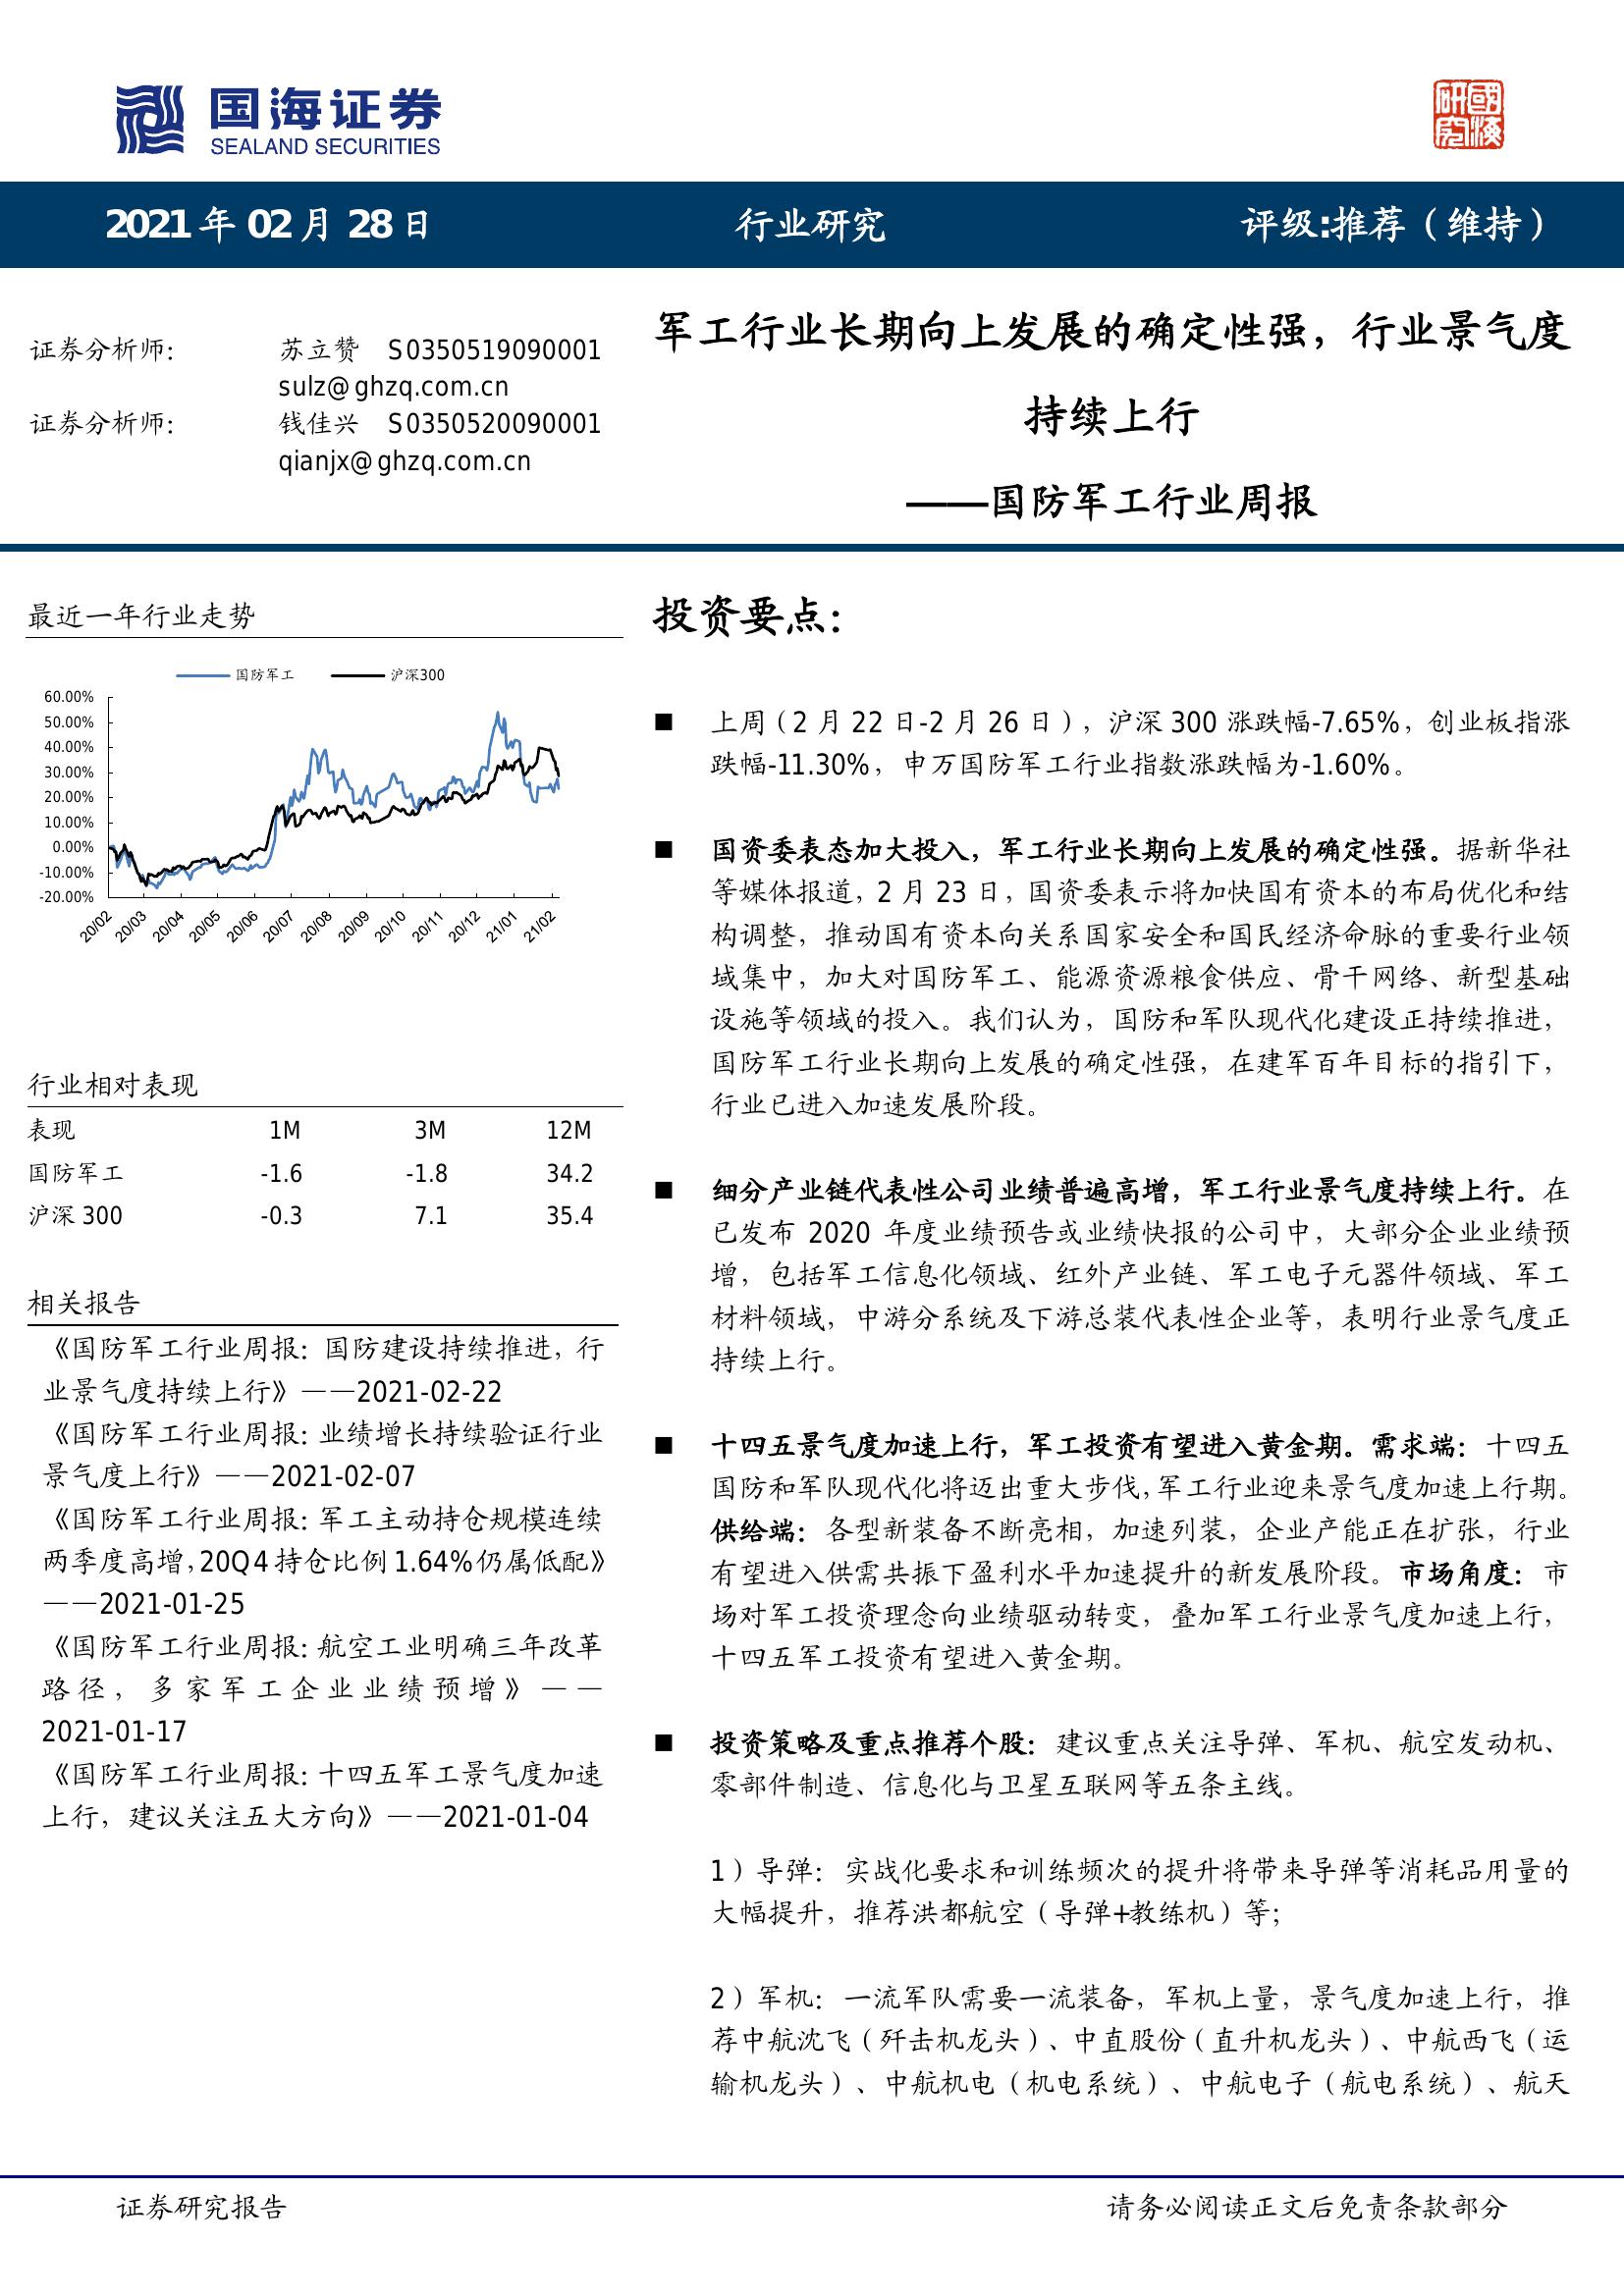 国海证券
SEALAND SECURITIES
國海研究
2021 年 02 月 28 日
行业研究
评级:推荐（维持）
证券分析师：
苏立赞 S0350519090001
sulz@ghzq.com.cn
证券分析师：
钱佳兴 S0350520090001
qianjx@ghzq.com.cn
军工行业长期向上发展的确定性强，行业景气度
持续上行
——国防军工行业周报
最近一年行业走势
国防军工 沪深300
60.00%
50.00%
40.00%
30.00%
20.00%
10.00%
0.00%
-10.00%
-20.00%
20/02 20/03 20/04 20/05 20/06 20/07 20/08 20/09 20/10 20/11 20/12 21/01 21/02
行业相对表现
表现 1M 3M 12M
国防军工 -1.6 -1.8 34.2
沪深 300 -0.3 7.1 35.4
相关报告
《国防军工行业周报：国防建设持续推进，行
业景气度持续上行》——2021-02-22
《国防军工行业周报：业绩增长持续验证行业
景气度上行》——2021-02-07
《国防军工行业周报：军工主动持仓规模连续
两季度高增，20Q4 持仓比例 1.64%仍属低配》
——2021-01-25
《国防军工行业周报：航空工业明确三年改革
路径，多家军工企业业绩预增》——
2021-01-17
《国防军工行业周报：十四五军工景气度加速
上行，建议关注五大方向》——2021-01-04
投资要点：
■ 上周（2 月 22 日-2 月 26 日），沪深 300 涨跌幅-7.65%，创业板指涨
跌幅-11.30%，申万国防军工行业指数涨跌幅为-1.60%。
■ 国资委表态加大投入，军工行业长期向上发展的确定性强。据新华社
等媒体报道，2 月 23 日，国资委表示将加快国有资本的布局优化和结
构调整，推动国有资本向关系国家安全和国民经济命脉的重要行业领
域集中，加大对国防军工、能源资源粮食供应、骨干网络、新型基础
设施等领域的投入。我们认为，国防和军队现代化建设正持续推进，
国防军工行业长期向上发展的确定性强，在建军百年目标的指引下，
行业已进入加速发展阶段。
■ 细分产业链代表性公司业绩普遍高增，军工行业景气度持续上行。在
已发布 2020 年度业绩预告或业绩快报的公司中，大部分企业业绩预
增，包括军工信息化领域、红外产业链、军工电子元器件领域、军工
材料领域，中游分系统及下游总装代表性企业等，表明行业景气度正
持续上行。
■ 十四五景气度加速上行，军工投资有望进入黄金期。需求端：十四五
国防和军队现代化将迈出重大步伐，军工行业迎来景气度加速上行期。
供给端：各型新装备不断亮相，加速列装，企业产能正在扩张，行业
有望进入供需共振下盈利水平加速提升的新发展阶段。市场角度：市
场对军工投资理念向业绩驱动转变，叠加军工行业景气度加速上行，
十四五军工投资有望进入黄金期。
■ 投资策略及重点推荐个股：建议重点关注导弹、军机、航空发动机、
零部件制造、信息化与卫星互联网等五条主线。
1）导弹：实战化要求和训练频次的提升将带来导弹等消耗品用量的
大幅提升，推荐洪都航空（导弹+教练机）等；
2）军机：一流军队需要一流装备，军机上量，景气度加速上行，推
荐中航沈飞（歼击机龙头）、中直股份（直升机龙头）、中航西飞（运
输机龙头）、中航机电（机电系统）、中航电子（航电系统）、航天
证券研究报告
请务必阅读正文后免责条款部分